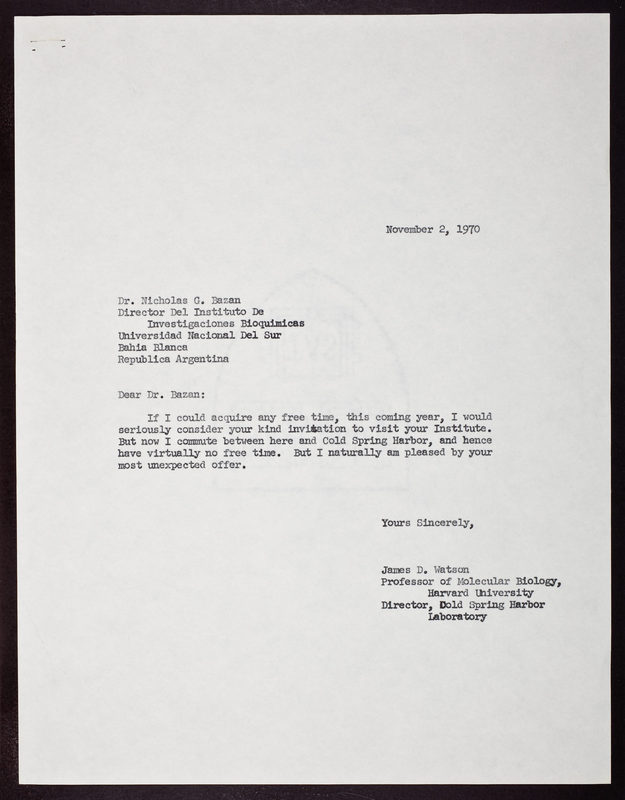 November 2, 1970
Dr. Nicholas G. Bazan
Director Del Instituto De
Investigaciones Bioquimicas
Universidad Nacional Del Sur
Bahia Blanca
Republica Argentina
Dear Dr. Bazan:
If I could acquire any free time, this coming year, I would
seriously consider your kind invitation to visit your Institute.
But now I commute between here and Cold Spring Harbor, and hence
have virtually no free time. But I naturally am pleased by your
most unexpected offer.
Yours Sincerely,
James D. Watson
Professor of Molecular Biology,
Harvard University
Director, Dold Spring Harbor
Laboratory